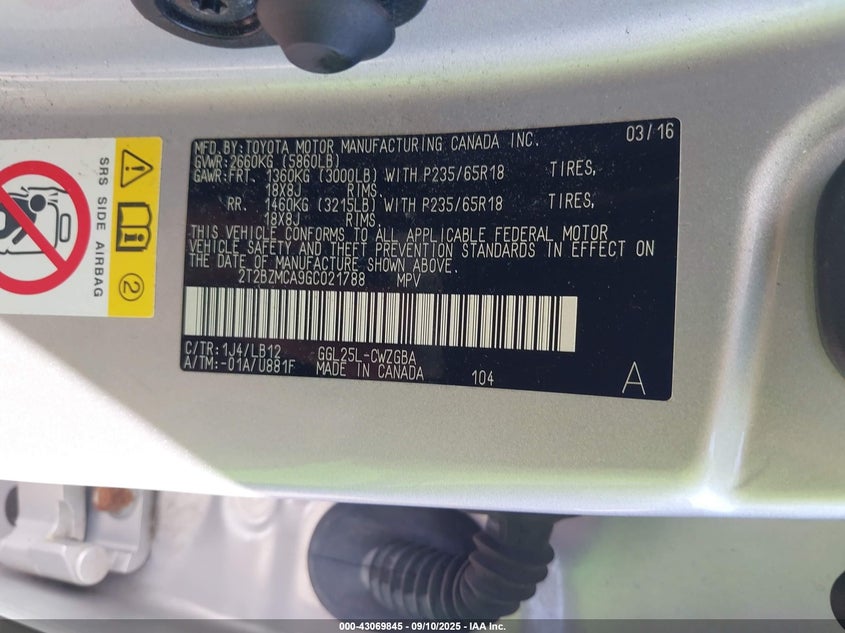 MFD. BY: TOYOTA MOTOR MANUFACTURING CANADA INC. 03/16
GVWR: 2660KG (5860LB)
GAWR: FRT. 1360KG (3000LB) WITH P235/65R18 TIRES,
18X8J RIMS.
RR. 1460KG (3215LB) WITH P235/65R18 TIRES,
18X8J RIMS.
THIS VEHICLE CONFORMS TO ALL APPLICABLE FEDERAL MOTOR
VEHICLE SAFETY AND THEFT PREVENTION STANDARDS IN EFFECT ON
THE DATE OF MANUFACTURE SHOWN ABOVE.
2T2BZMCA9GC021788 MPV
C/TR: 1J4/LB12 GGL25L-CWZGBA
A/TM: -01A/U881F MADE IN CANADA 104 A
SRS SIDE AIRBAG
2
000-43069845 - 09/10/2025 - IAA Inc.